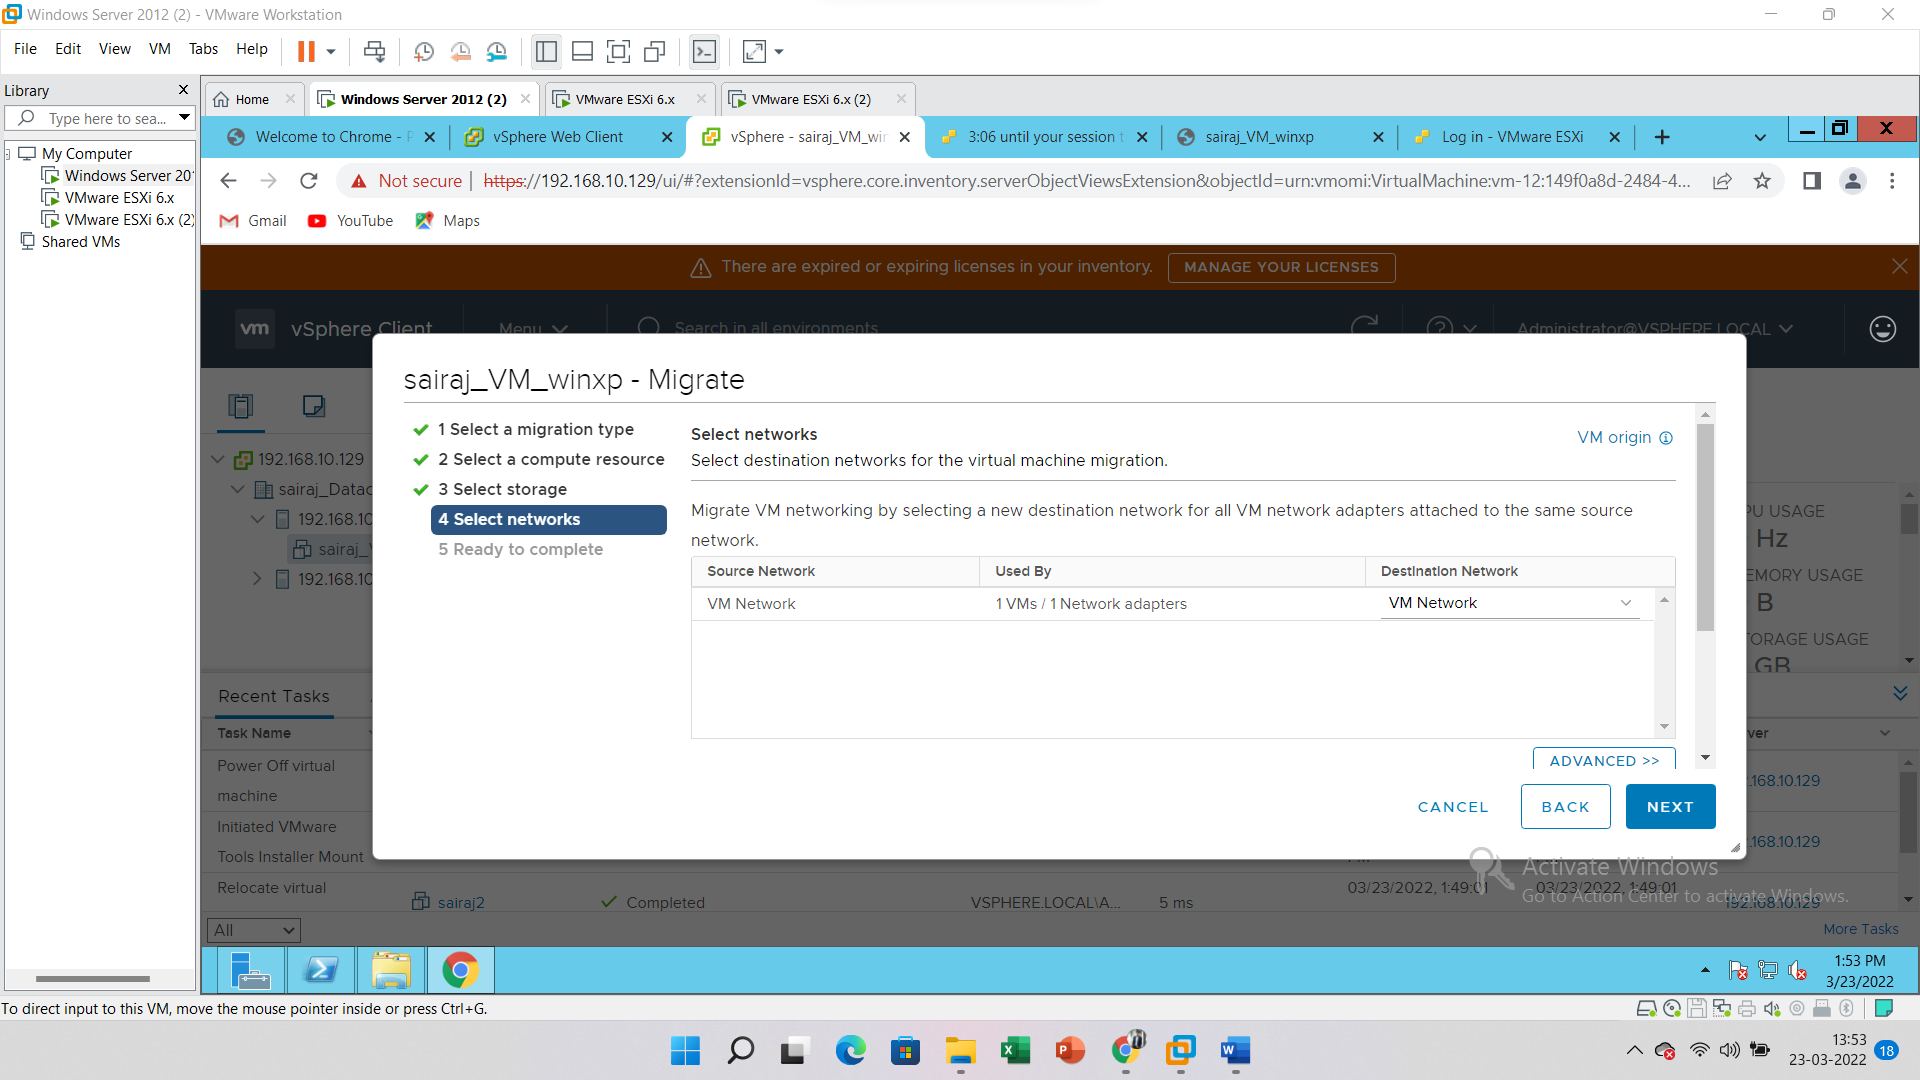 Windows Server 2012 (2) - VMware Workstation
File Edit View VM Tabs Help
Library
Type here to sea...
My Computer
Windows Server 20
VMware ESXi 6.x
VMware ESXi 6.x (2)
Shared VMs
Home
Windows Server 2012 (2)
VMware ESXi 6.x
VMware ESXi 6.x (2)
Welcome to Chrome -
vSphere Web Client
vSphere - sairaj_VM_wi
3:06 until your session
sairaj_VM_winxp
Log in - VMware ESXi
Not secure
https://192.168.10.129/ui/#?extensionId=vsphere.core.inventory.serverObjectViewsExtension&objectId=urn:vmomi:VirtualMachine:vm-12:149f0a8d-2484-4...
Gmail YouTube Maps
There are expired or expiring licenses in your inventory.
MANAGE YOUR LICENSES
vm
vSphere Client
Menu
Search in all environments
Administrator@VSPHERE.LOCAL
192.168.10.129
sairaj_Datac
192.168.10
sairaj_
192.168.10
sairaj_VM_winxp - Migrate
1 Select a migration type
2 Select a compute resource
3 Select storage
4 Select networks
5 Ready to complete
Select networks
VM origin
Select destination networks for the virtual machine migration.
Migrate VM networking by selecting a new destination network for all VM network adapters attached to the same source
network.
Source Network Used By Destination Network
VM Network 1 VMs / 1 Network adapters VM Network
ADVANCED >>
CANCEL BACK NEXT
PU USAGE
Hz
EMORY USAGE
B
ORAGE USAGE
GB
Recent Tasks
Task Name
ver
Power Off virtual
machine
.168.10.129
Initiated VMware
Tools Installer Mount
.168.10.129
Relocate virtual
sairaj2
Completed
VSPHERE.LOCAL\A...
5 ms
03/23/2022, 1:49:01
03/23/2022, 1:49:01
192.168.10.129
Activate Windows
Go to Action Center to activate Windows.
All
More Tasks
1:53 PM
3/23/2022
To direct input to this VM, move the mouse pointer inside or press Ctrl+G.
13:53
23-03-2022
18